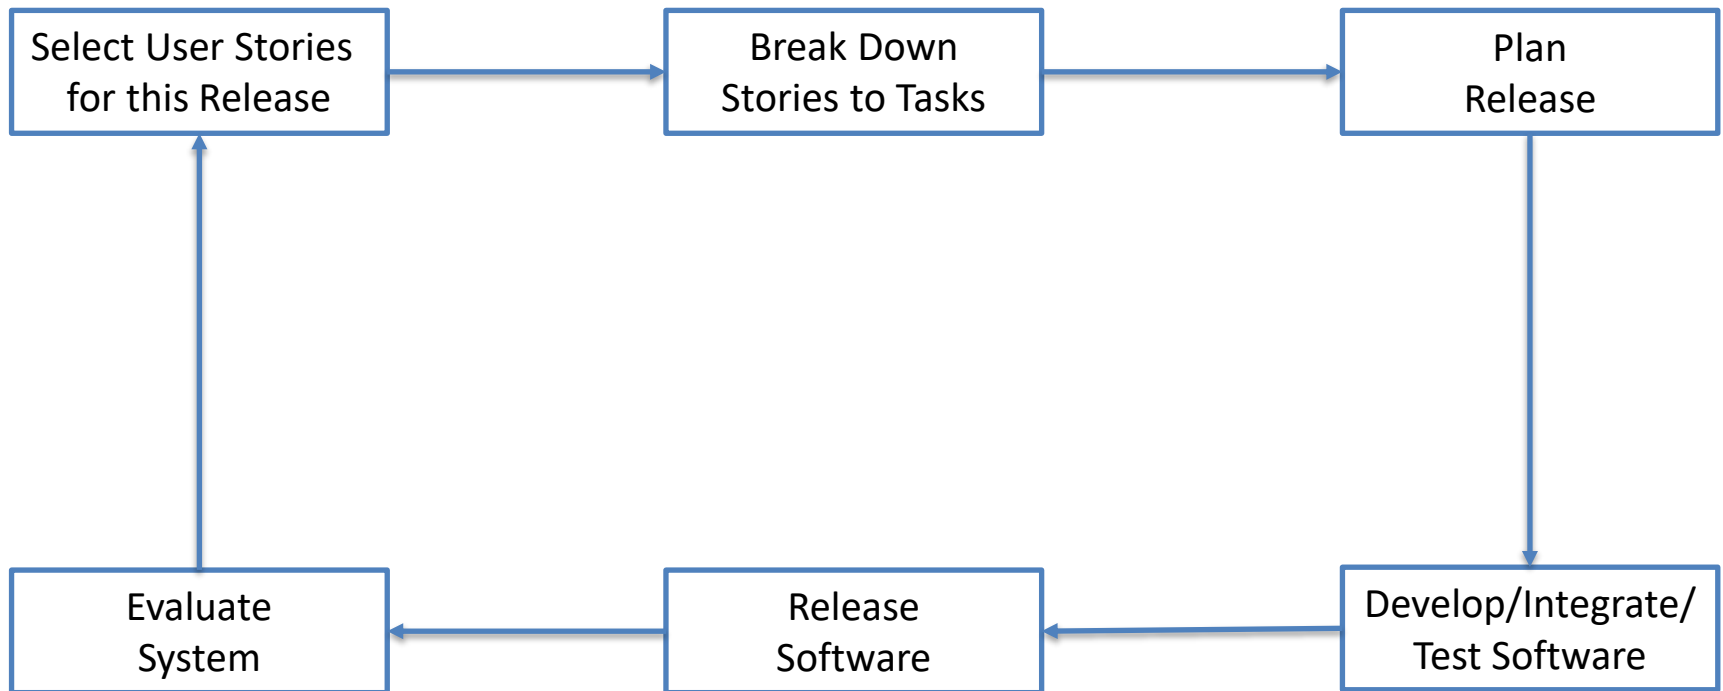 Select User Stories
for this Release
Break Down
Stories to Tasks
Plan
Release
Evaluate
System
Release
Software
Develop/Integrate/
Test Software